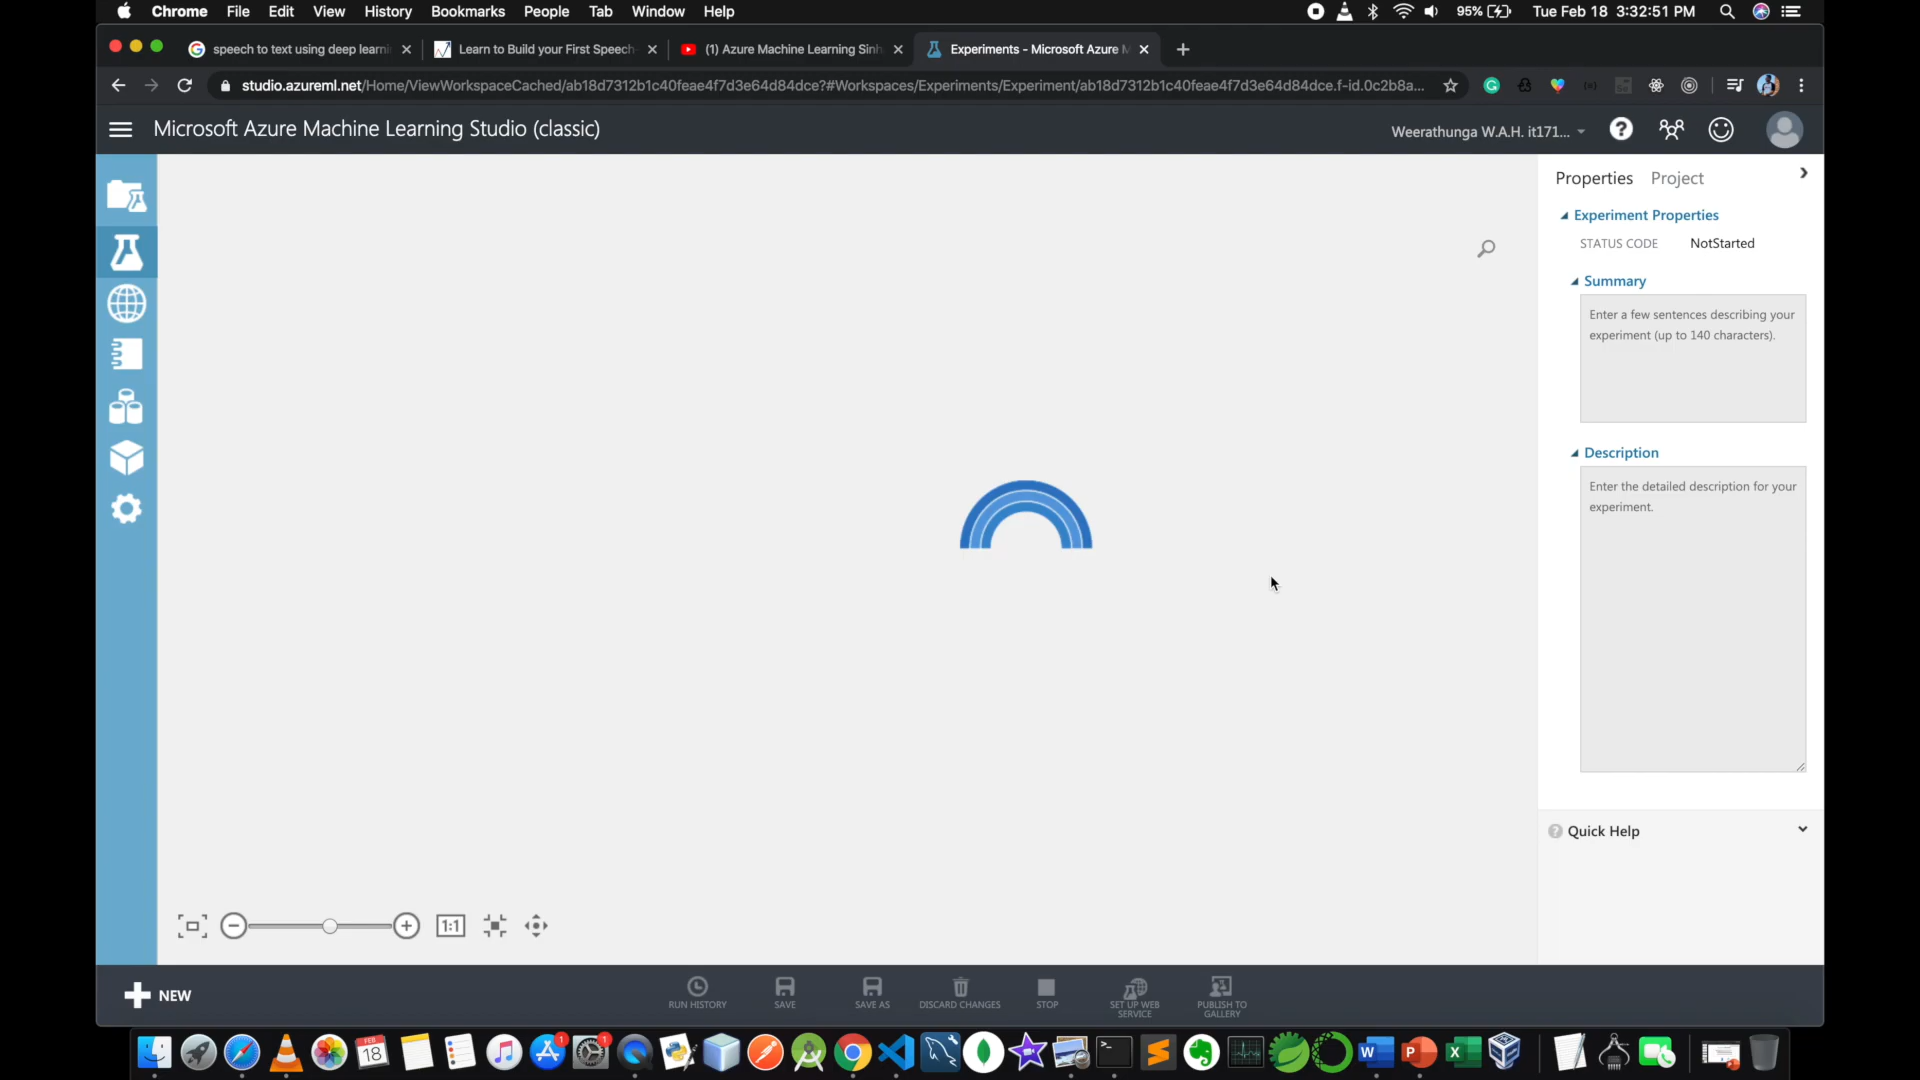 Chrome File Edit View History Bookmarks People Tab Window Help 95% Tue Feb 18 3:32:51 PM
speech to text using deep learni Learn to Build your First Speech- (1) Azure Machine Learning Sinh Experiments - Microsoft Azure M
studio.azureml.net/Home/ViewWorkspaceCached/ab18d7312b1c40feae4f7d3e64d84dce?#Workspaces/Experiments/Experiment/ab18d7312b1c40feae4f7d3e64d84dce.f-id.0c2b8a...
Microsoft Azure Machine Learning Studio (classic) Weerathunga W.A.H. it171...
Properties Project
Experiment Properties
STATUS CODE NotStarted
Summary
Enter a few sentences describing your
experiment (up to 140 characters).
Description
Enter the detailed description for your
experiment.
Quick Help
1:1
NEW RUN HISTORY SAVE SAVE AS DISCARD CHANGES STOP SET UP WEB
SERVICE PUBLISH TO
GALLERY
FEB
18
1
1